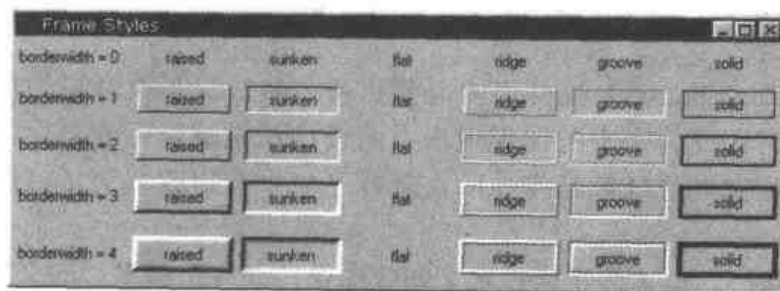 Frame Styles
borderwidth = 0 raised sunken flat ridge groove solid
borderwidth = 1 raised sunken flat ridge groove solid
borderwidth = 2 raised sunken flat ridge groove solid
borderwidth = 3 raised sunken flat ridge groove solid
borderwidth = 4 raised sunken flat ridge groove solid